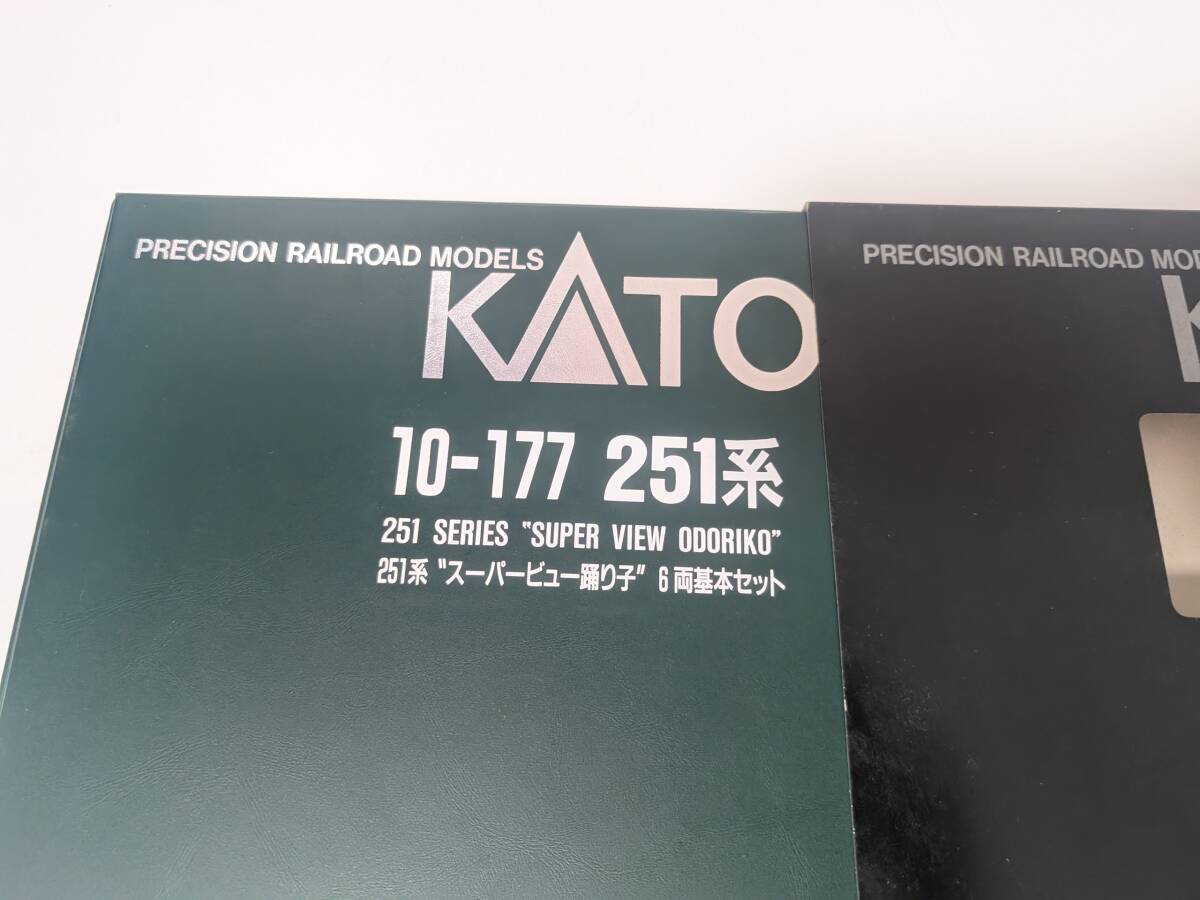 PRECISION RAILROAD MODELS
KATO
10-177 251系
251 SERIES "SUPER VIEW ODORIKO"
251系 "スーパービュー踊り子" 6両基本セット
PRECISION RAILROAD MOD
K